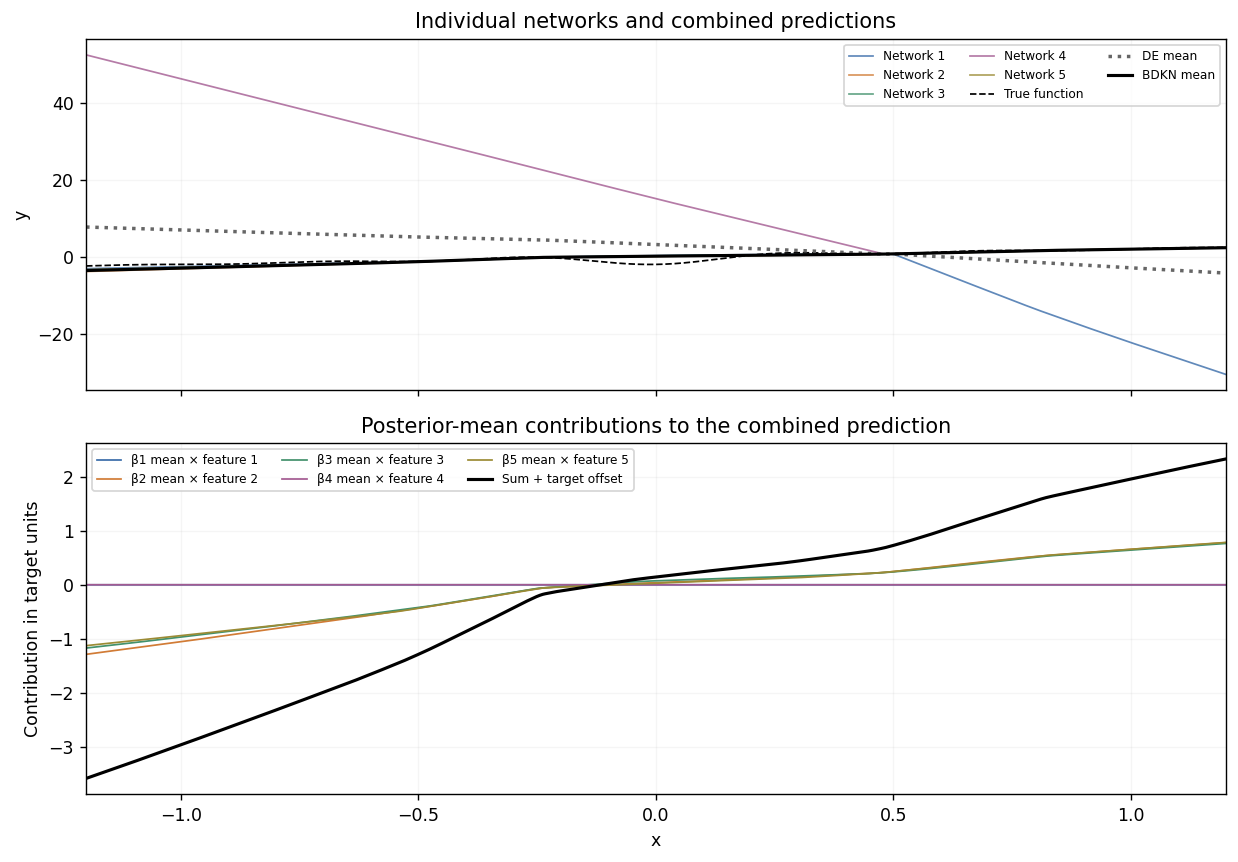 Individual networks and combined predictions
Network 1
Network 2
Network 3
Network 4
Network 5
True function
DE mean
BDKN mean
y
40
20
0
−20
Posterior-mean contributions to the combined prediction
β1 mean × feature 1
β2 mean × feature 2
β3 mean × feature 3
β4 mean × feature 4
β5 mean × feature 5
Sum + target offset
Contribution in target units
2
1
0
−1
−2
−3
−1.0
−0.5
0.0
0.5
1.0
x